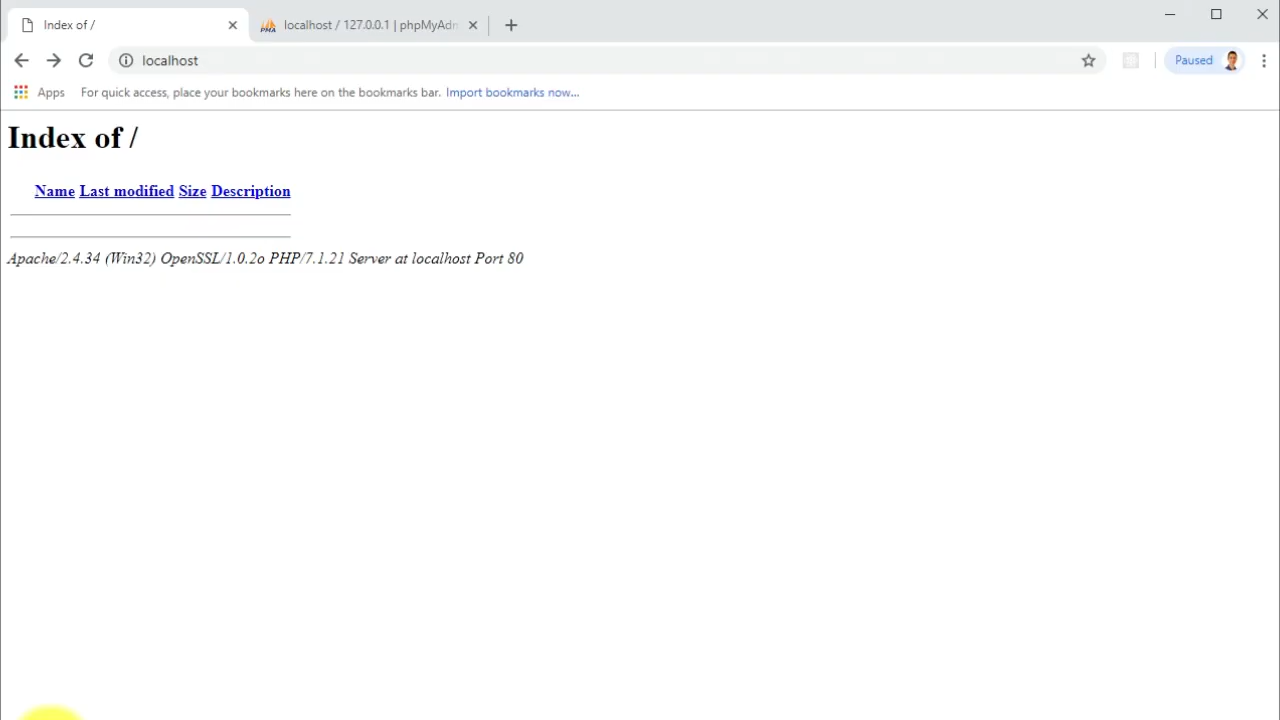 Index of /
localhost / 127.0.0.1 | phpMyAdm
localhost
Paused
Apps For quick access, place your bookmarks here on the bookmarks bar. Import bookmarks now...
Index of /
Name Last modified Size Description
Apache/2.4.34 (Win32) OpenSSL/1.0.2o PHP/7.1.21 Server at localhost Port 80